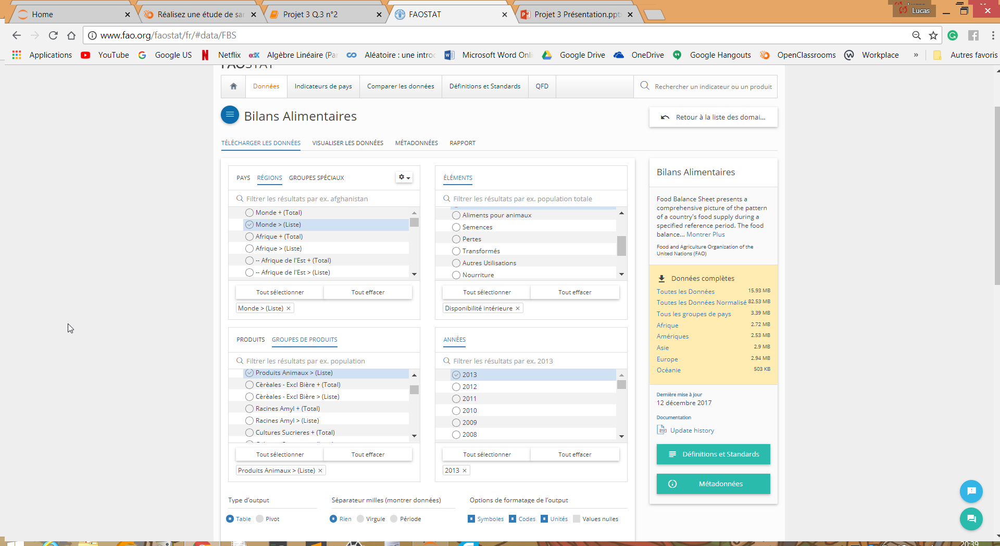 Lucas
Home
Réalisez une étude de sar
Projet 3 Q.3 n°2
FAOSTAT
Projet 3 Présentation.ppt
www.fao.org/faostat/fr/#data/FBS
Applications
YouTube
Google US
Netflix
Algèbre Linéaire (Pa
Aléatoire : une introc
Microsoft Word Onli
Google Drive
OneDrive
Google Hangouts
OpenClassrooms
Workplace
»
Autres favoris
FAOSTAT
Données
Indicateurs de pays
Comparer les données
Définitions et Standards
QFD
Rechercher un indicateur ou un produit
Bilans Alimentaires
Retour à la liste des domai...
TÉLÉCHARGER LES DONNÉES
VISUALISER LES DONNÉES
MÉTADONNÉES
RAPPORT
PAYS RÉGIONS GROUPES SPÉCIAUX
Filtrer les résultats par ex. afghanistan
Monde + (Total)
Monde > (Liste)
Afrique + (Total)
Afrique > (Liste)
-- Afrique de l'Est + (Total)
-- Afrique de l'Est > (Liste)
Tout sélectionner
Tout effacer
Monde > (Liste) ×
ÉLÉMENTS
Filtrer les résultats par ex. population totale
Aliments pour animaux
Semences
Pertes
Transformés
Autres Utilisations
Nourriture
Tout sélectionner
Tout effacer
Disponibilité intérieure ×
PRODUITS GROUPES DE PRODUITS
Filtrer les résultats par ex. population
Produits Animaux > (Liste)
Cèrèales - Excl Bière + (Total)
Cèrèales - Excl Bière > (Liste)
Racines Amyl + (Total)
Racines Amyl > (Liste)
Cultures Sucrieres + (Total)
Tout sélectionner
Tout effacer
Produits Animaux > (Liste) ×
ANNÉES
Filtrer les résultats par ex. 2013
2013
2012
2011
2010
2009
2008
Tout sélectionner
Tout effacer
2013 ×
Type d'output
Table
Pivot
Séparateur milles (montrer données)
Rien
Virgule
Période
Options de formatage de l'output
Symboles
Codes
Unités
Values nulles
Bilans Alimentaires
Food Balance Sheet presents a
comprehensive picture of the pattern
of a country's food supply during a
specified reference period. The food
balance... Montrer Plus
Food and Agriculture Organization of the
United Nations (FAO)
Données complètes
Toutes les Données 15.93 MB
Toutes les Données Normalisé 82.53 MB
Tous les groupes de pays 3.39 MB
Afrique 2.72 MB
Amériques 2.53 MB
Asie 2.9 MB
Europe 2.94 MB
Océanie 503 KB
Dernière mise à jour
12 décembre 2017
Documentation
Update history
Définitions et Standards
Métadonnées
20:39